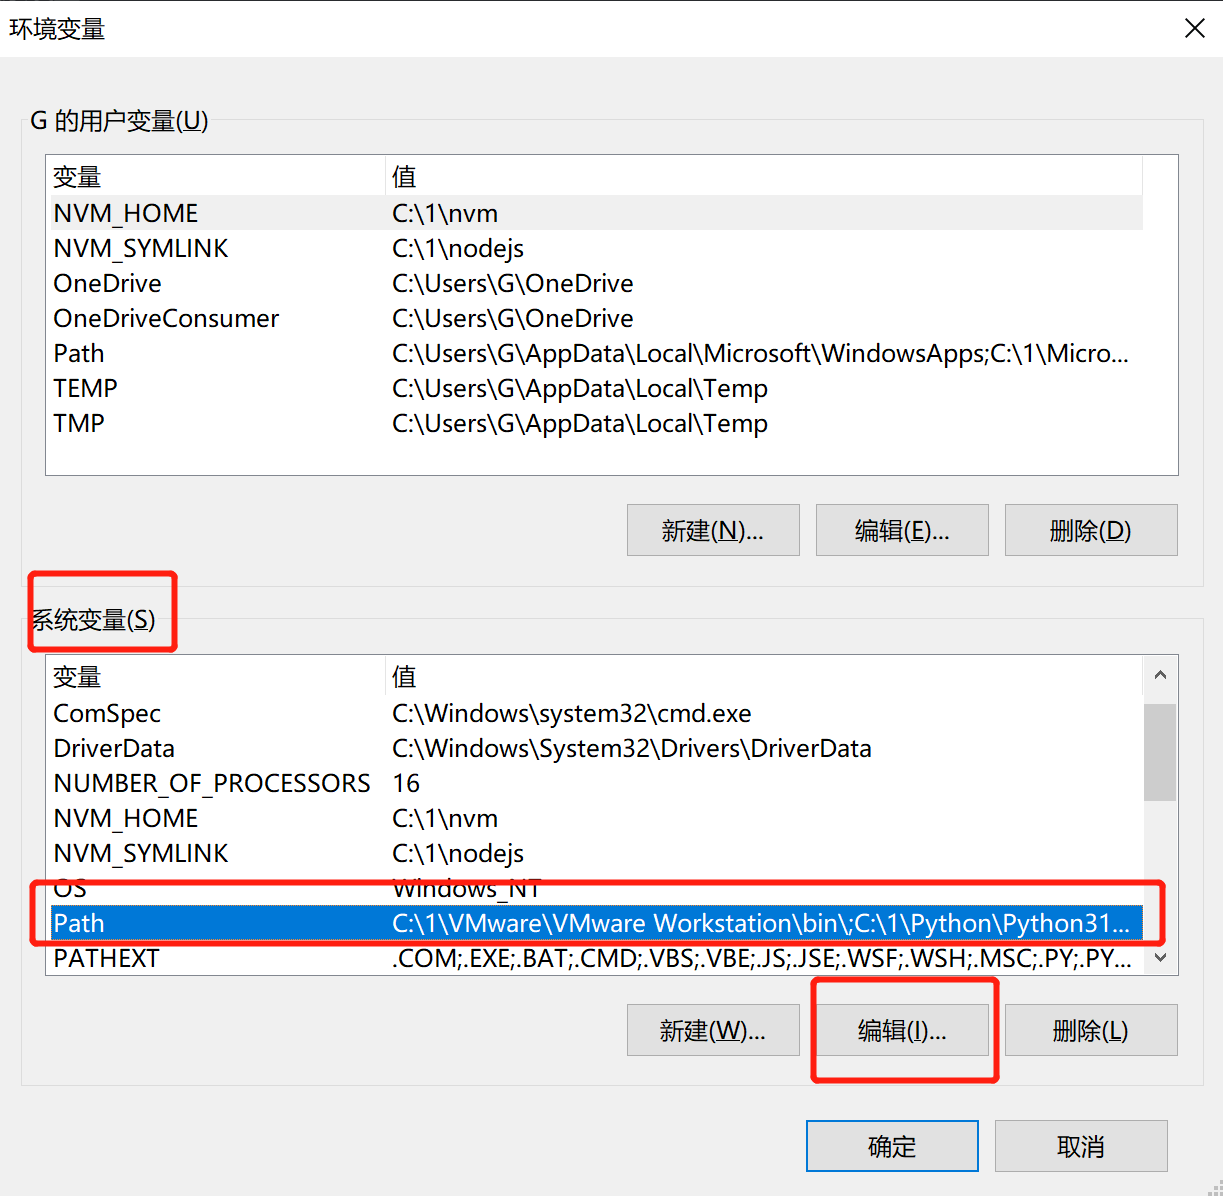 环境变量
G 的用户变量(U)
变量 值
NVM_HOME C:\1\nvm
NVM_SYMLINK C:\1\nodejs
OneDrive C:\Users\G\OneDrive
OneDriveConsumer C:\Users\G\OneDrive
Path C:\Users\G\AppData\Local\Microsoft\WindowsApps;C:\1\Micro...
TEMP C:\Users\G\AppData\Local\Temp
TMP C:\Users\G\AppData\Local\Temp
新建(N)... 编辑(E)... 删除(D)
系统变量(S)
变量 值
ComSpec C:\Windows\system32\cmd.exe
DriverData C:\Windows\System32\Drivers\DriverData
NUMBER_OF_PROCESSORS 16
NVM_HOME C:\1\nvm
NVM_SYMLINK C:\1\nodejs
OS Windows_NT
Path C:\1\VMware\VMware Workstation\bin\;C:\1\Python\Python31...
PATHEXT .COM;.EXE;.BAT;.CMD;.VBS;.VBE;.JS;.JSE;.WSF;.WSH;.MSC;.PY;.PY...
新建(W)... 编辑(I)... 删除(L)
确定 取消